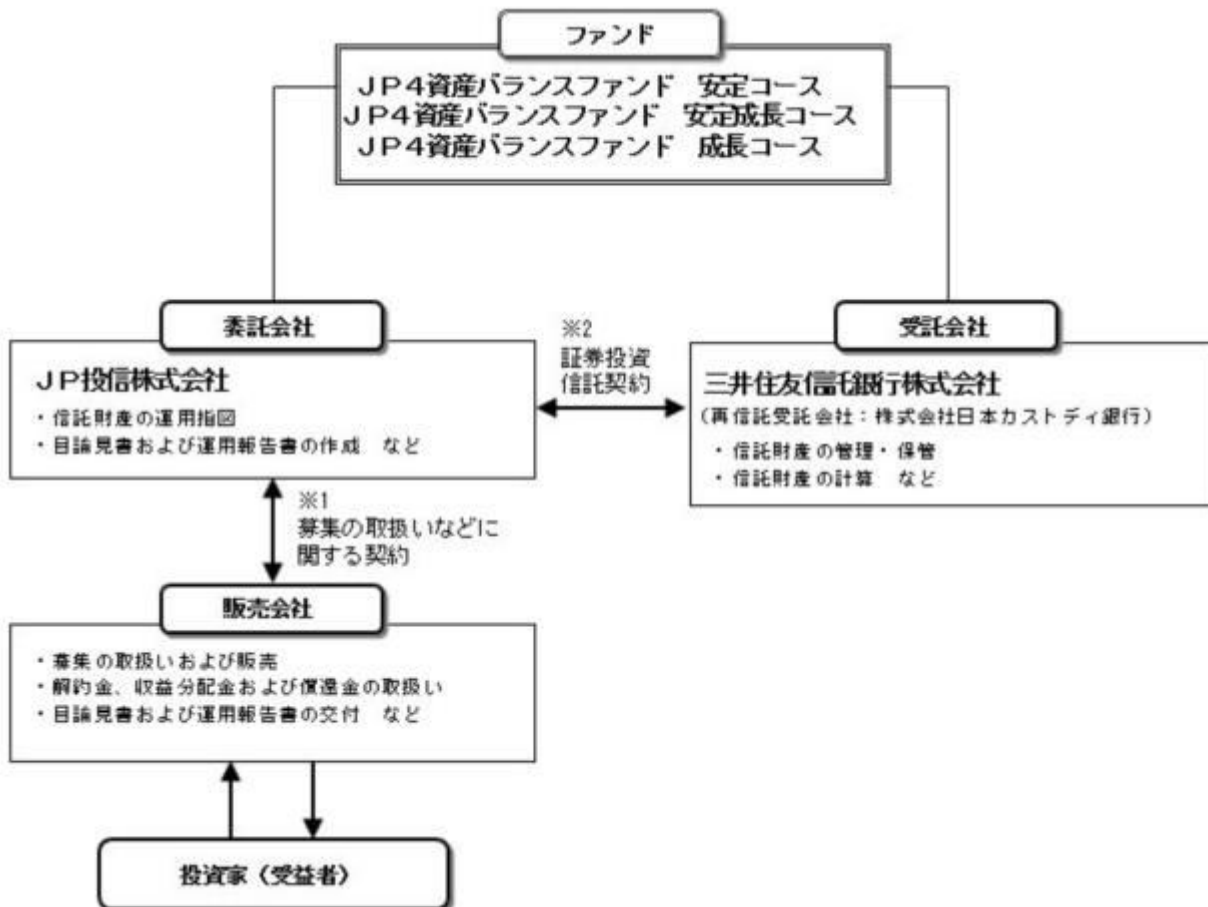 ファンド
JP4資産バランスファンド 安定コース
JP4資産バランスファンド 安定成長コース
JP4資産バランスファンド 成長コース
委託会社
JP投信株式会社
・信託財産の運用指図
・目論見書および運用報告書の作成 など
※2
証券投資
信託契約
受託会社
三井住友信託銀行株式会社
(再信託受託会社：株式会社日本カストディ銀行)
・信託財産の管理・保管
・信託財産の計算 など
※1
募集の取扱いなどに
関する契約
販売会社
・募集の取扱いおよび販売
・解約金、収益分配金および償還金の取扱い
・目論見書および運用報告書の交付 など
投資家（受益者）